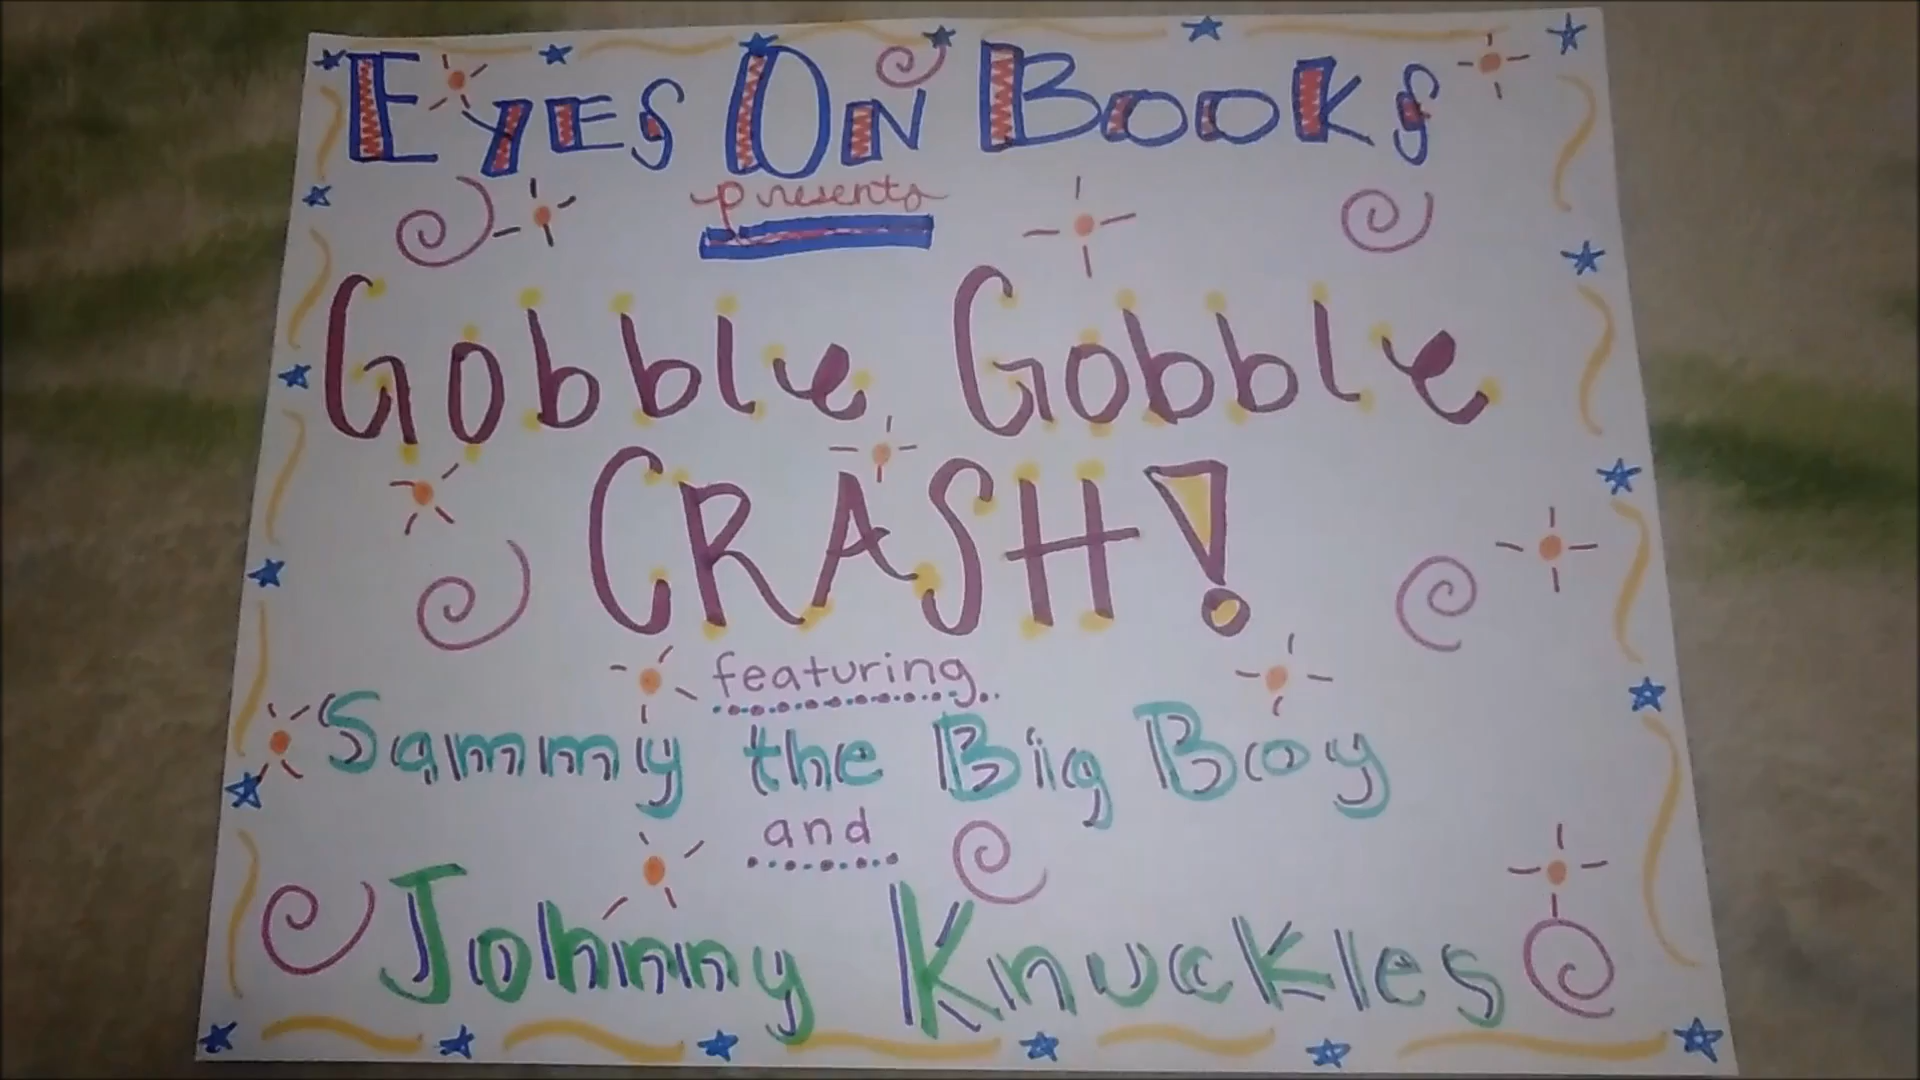 Eyes On Books
presents
Gobble Gobble
CRASH!
featuring
Sammy the Big Boy
and
Johnny Knuckles